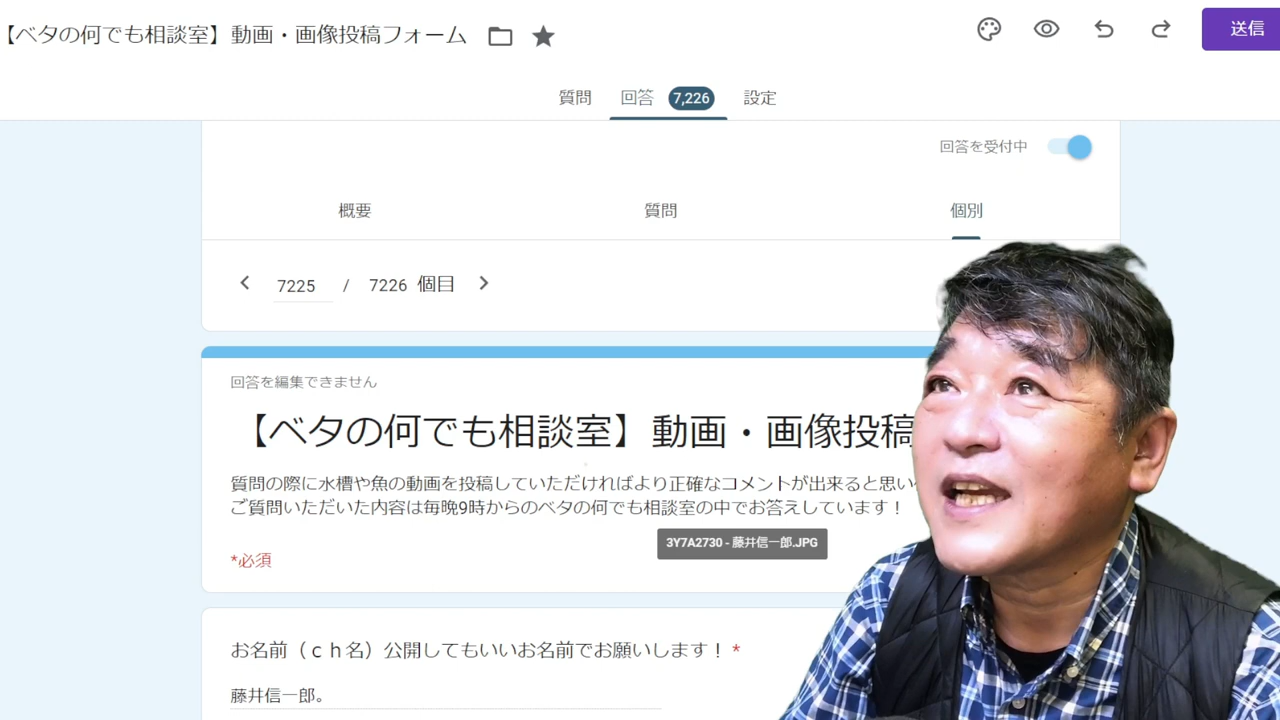 【ベタの何でも相談室】動画・画像投稿フォーム
送信
質問 回答 7,226 設定
回答を受付中
概要 質問 個別
7225 / 7226 個目
回答を編集できません
【ベタの何でも相談室】動画・画像投稿
質問の際に水槽や魚の動画を投稿していただければより正確なコメントが出来ると思い
ご質問いただいた内容は毎晩9時からのベタの何でも相談室の中でお答えしています！
3Y7A2730 - 藤井信一郎.JPG
*必須
お名前（ｃｈ名）公開してもいいお名前でお願いします！ *
藤井信一郎。